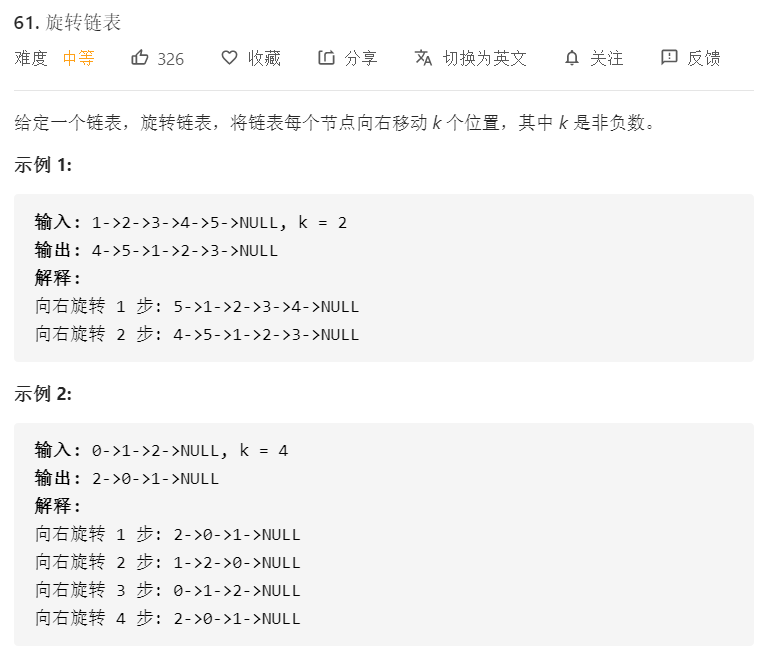 61. 旋转链表
难度 中等 326 收藏 分享 切换为英文 关注 反馈
给定一个链表，旋转链表，将链表每个节点向右移动 k 个位置，其中 k 是非负数。
示例 1:
输入: 1->2->3->4->5->NULL, k = 2
输出: 4->5->1->2->3->NULL
解释:
向右旋转 1 步: 5->1->2->3->4->NULL
向右旋转 2 步: 4->5->1->2->3->NULL
示例 2:
输入: 0->1->2->NULL, k = 4
输出: 2->0->1->NULL
解释:
向右旋转 1 步: 2->0->1->NULL
向右旋转 2 步: 1->2->0->NULL
向右旋转 3 步: 0->1->2->NULL
向右旋转 4 步: 2->0->1->NULL